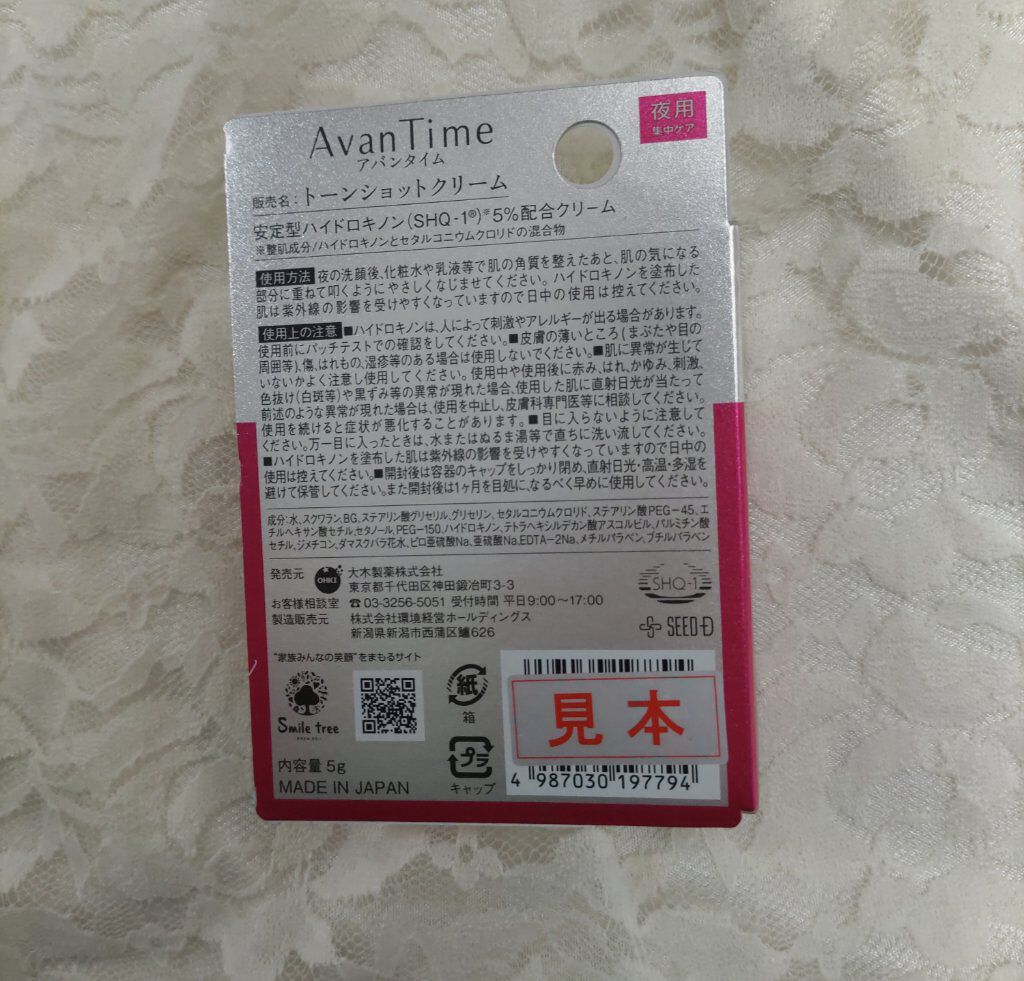 夜用
集中ケア
AvanTime
アバンタイム
販売名:トーンショットクリーム
安定型ハイドロキノン(SHQ-1®)※5%配合クリーム
※整肌成分/ハイドロキノンとセタルコニウムクロリドの混合物
使用方法 夜の洗顔後、化粧水や乳液等で肌の角質を整えたあと、肌の気になる
部分に重ねて叩くようにやさしくなじませてください。ハイドロキノンを塗布した
肌は紫外線の影響を受けやすくなっていますので日中の使用は控えてください。
使用上の注意 ■ハイドロキノンは、人によって刺激やアレルギーが出る場合があります。
使用前にパッチテストでの確認をしてください。■皮膚の薄いところ(まぶたや目の
周囲等)、傷、はれもの、湿疹等のある場合は使用しないでください。■肌に異常が生じて
いないかよく注意し使用してください。使用中や使用後に赤み、はれ、かゆみ、刺激、
色抜け(白斑等)や黒ずみ等の異常が現れた場合、使用した肌に直射日光が当たって
前述のような異常が現れた場合は、使用を中止し、皮膚科専門医等に相談してください。
使用を続けると症状が悪化することがあります。■目に入らないように注意して
ください。万一目に入ったときは、水またはぬるま湯等で直ちに洗い流してください。
■ハイドロキノンを塗布した肌は紫外線の影響を受けやすくなっていますので日中の
使用は控えてください。■開封後は容器のキャップをしっかり閉め、直射日光・高温・多湿を
避けて保管してください。また開封後は1ヶ月を目処に、なるべく早めに使用してください。
成分:水、スクワラン、BG、ステアリン酸グリセリル、グリセリン、セタルコニウムクロリド、ステアリン酸PEG-45、エ
チルヘキサン酸セチル、セタノール、PEG-150、ハイドロキノン、テトラヘキシルデカン酸アスコルビル、パルミチン酸
セチル、ジメチコン、ダマスクバラ花水、ピロ亜硫酸Na、亜硫酸Na、EDTA-2Na、メチルパラベン、ブチルパラベン
発売元 OHKI 大木製薬株式会社
東京都千代田区神田鍛冶町3-3
お客様相談室 ☎03-3256-5051 受付時間 平日9:00~17:00
製造販売元 株式会社環境経営ホールディングス
新潟県新潟市西蒲区鱸626
SHQ-1
SEED-D
"家族みんなの笑顔"をまもるサイト
Smile tree
紙
箱
プラ
キャップ
見本
内容量 5g
MADE IN JAPAN
4 987030 197794